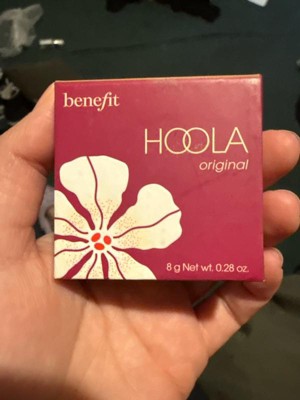 benefit
HOOLA
original
8 g Net wt. 0.28 oz.